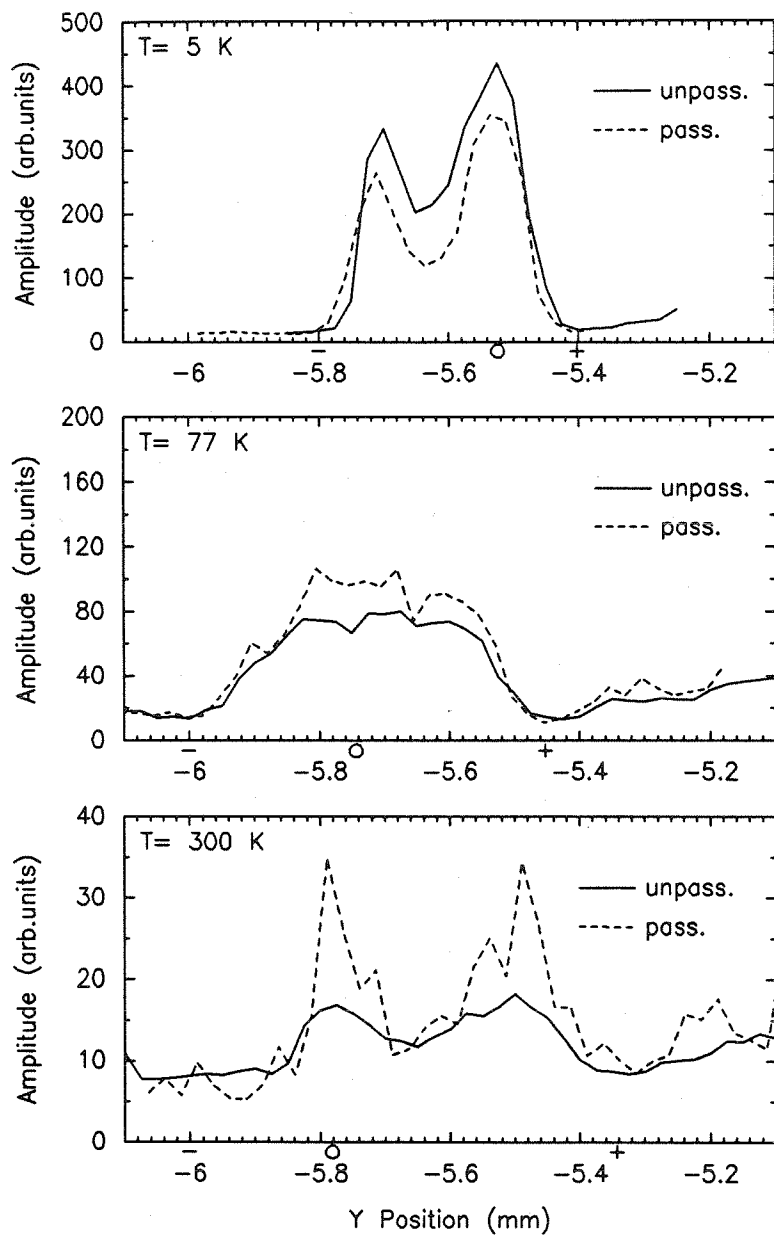 500
400
300
200
100
0
Amplitude (arb.units)
T= 5 K
unpass.
pass.
− O +
−6 −5.8 −5.6 −5.4 −5.2
200
160
120
80
40
0
Amplitude (arb.units)
T= 77 K
unpass.
pass.
− O +
−6 −5.8 −5.6 −5.4 −5.2
40
30
20
10
0
Amplitude (arb.units)
T= 300 K
unpass.
pass.
− O +
−6 −5.8 −5.6 −5.4 −5.2
Y Position (mm)